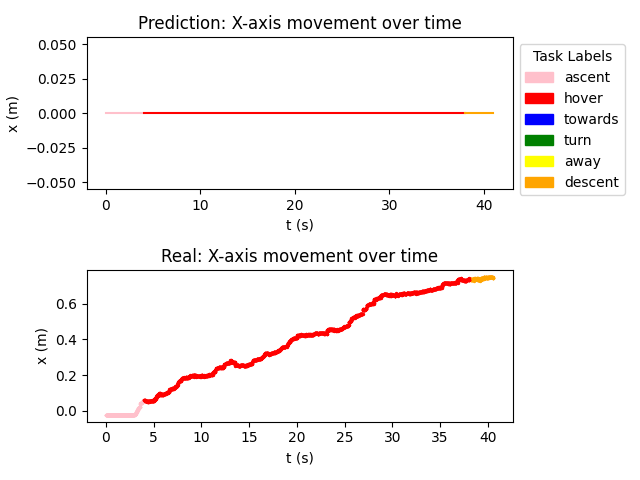 Prediction: X-axis movement over time
0.050
0.025
0.000
−0.025
−0.050
x (m)
0 10 20 30 40
t (s)
Task Labels
ascent
hover
towards
turn
away
descent
Real: X-axis movement over time
0.6
0.4
0.2
0.0
x (m)
0 5 10 15 20 25 30 35 40
t (s)